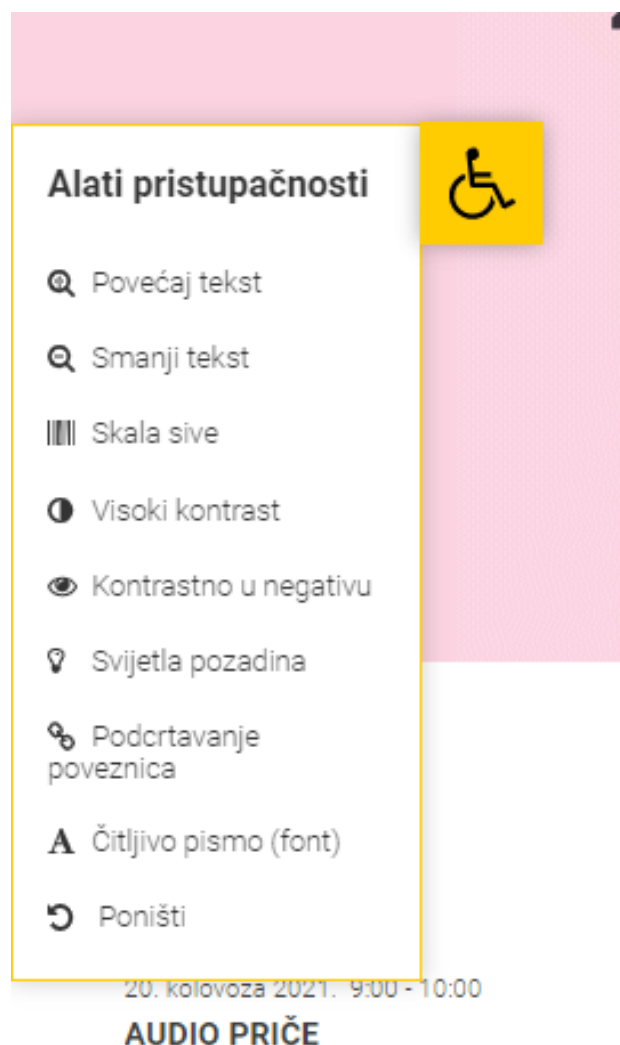 Alati pristupačnosti
Povećaj tekst
Smanji tekst
Skala sive
Visoki kontrast
Kontrastno u negativu
Svijetla pozadina
Podcrtavanje
poveznica
Čitljivo pismo (font)
Poništi
20. kolovoza 2021. 9:00 - 10:00
AUDIO PRIČE